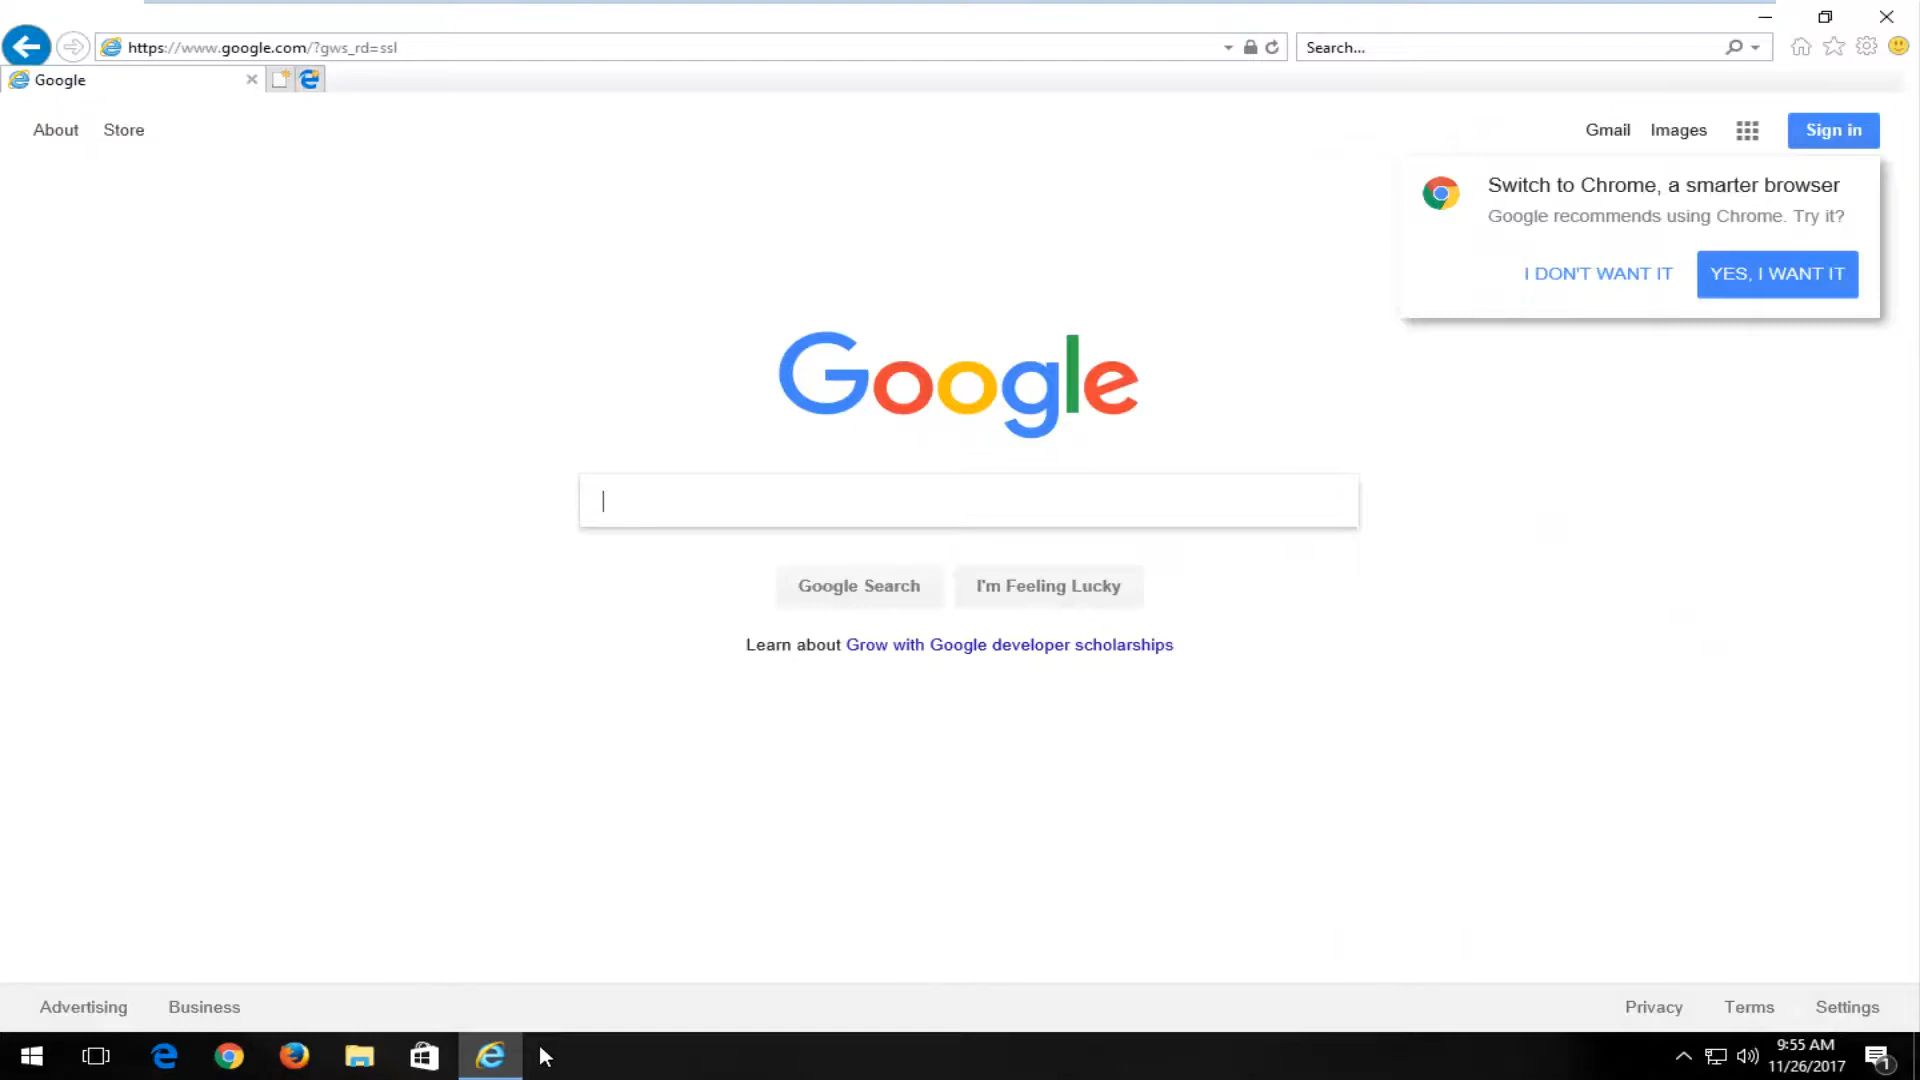 https://www.google.com/?gws_rd=ssl
Search...
Google
About
Store
Gmail
Images
Sign in
Switch to Chrome, a smarter browser
Google recommends using Chrome. Try it?
I DON'T WANT IT
YES, I WANT IT
Google
Google Search
I'm Feeling Lucky
Learn about Grow with Google developer scholarships
Advertising
Business
Privacy
Terms
Settings
9:55 AM
11/26/2017
1